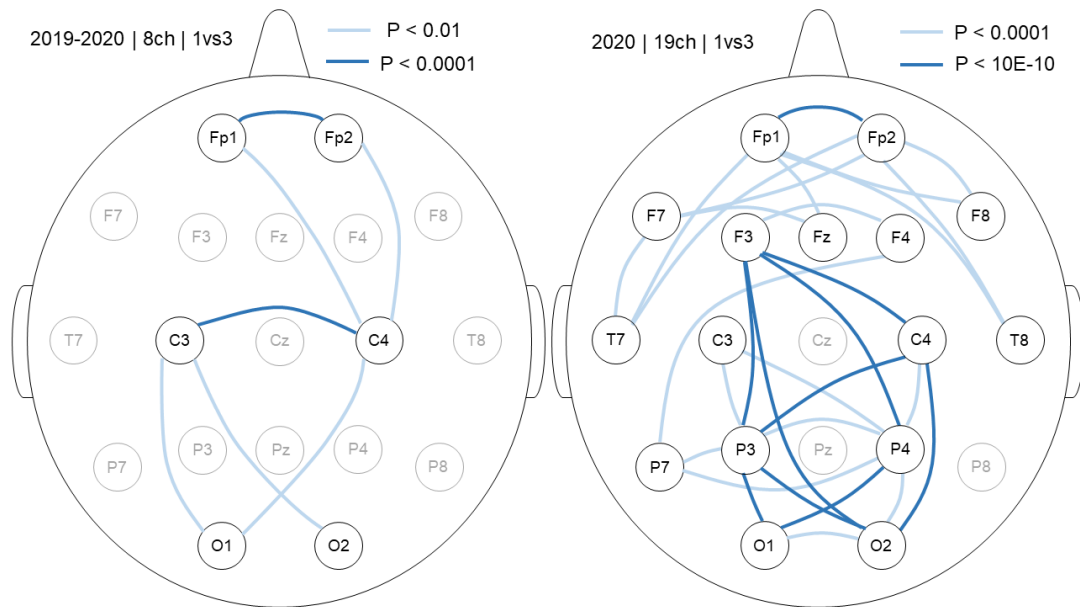 2019-2020 | 8ch | 1vs3
P < 0.01
P < 0.0001
Fp1 Fp2
F7 F3 Fz F4 F8
T7 C3 Cz C4 T8
P7 P3 Pz P4 P8
O1 O2
2020 | 19ch | 1vs3
P < 0.0001
P < 10E-10
Fp1 Fp2
F7 F3 Fz F4 F8
T7 C3 Cz C4 T8
P7 P3 Pz P4 P8
O1 O2